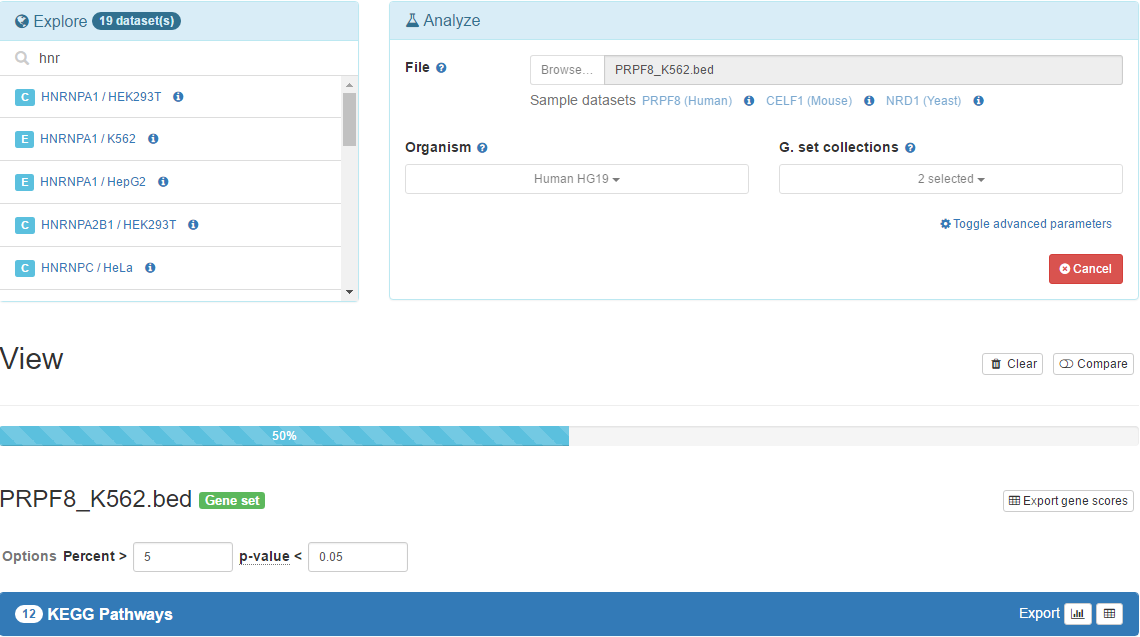 Explore 19 dataset(s)
hnr
C HNRNPA1 / HEK293T
E HNRNPA1 / K562
E HNRNPA1 / HepG2
C HNRNPA2B1 / HEK293T
C HNRNPC / HeLa
Analyze
File
Browse... PRPF8_K562.bed
Sample datasets PRPF8 (Human) CELF1 (Mouse) NRD1 (Yeast)
Organism G. set collections
Human HG19 2 selected
Toggle advanced parameters
Cancel
View Clear Compare
50%
PRPF8_K562.bed Gene set Export gene scores
Options Percent > 5 p-value < 0.05
12 KEGG Pathways Export